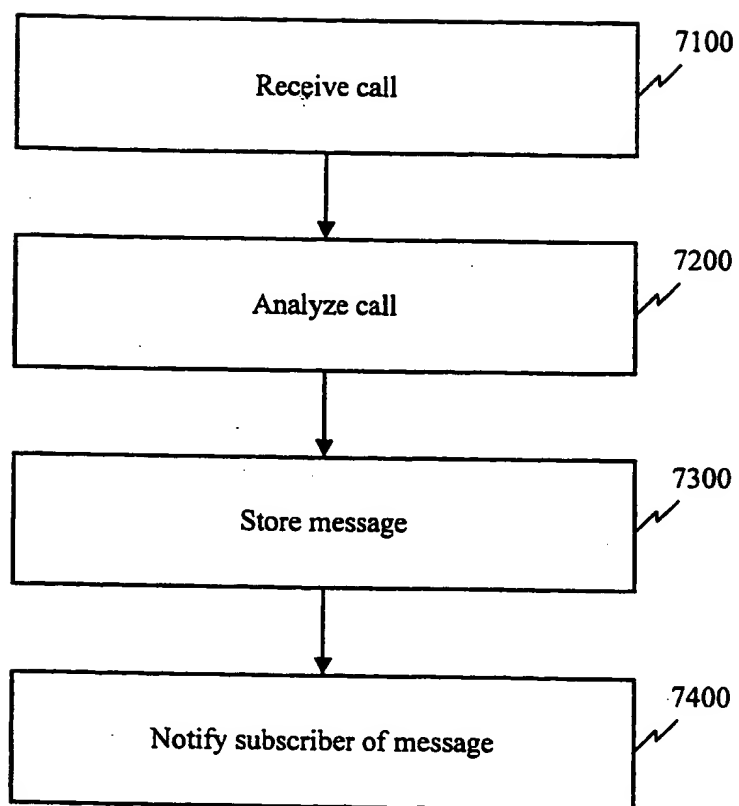 7100
Receive call
7200
Analyze call
7300
Store message
7400
Notify subscriber of message